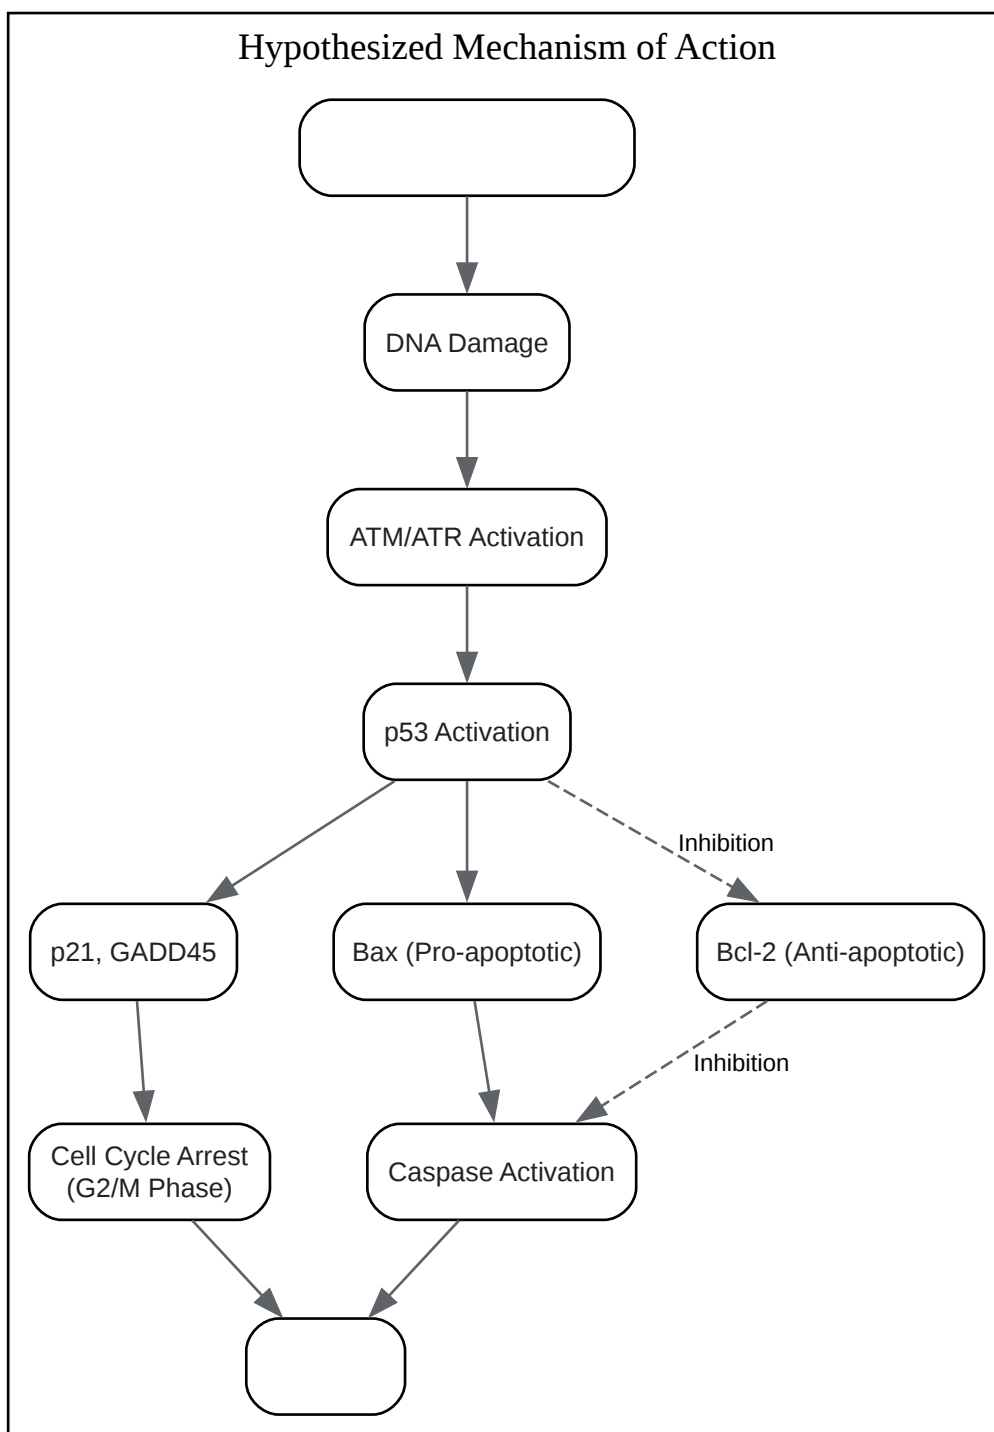 Hypothesized Mechanism of Action
DNA Damage
ATM/ATR Activation
p53 Activation
Inhibition
p21, GADD45
Bax (Pro-apoptotic)
Bcl-2 (Anti-apoptotic)
Inhibition
Cell Cycle Arrest
(G2/M Phase)
Caspase Activation